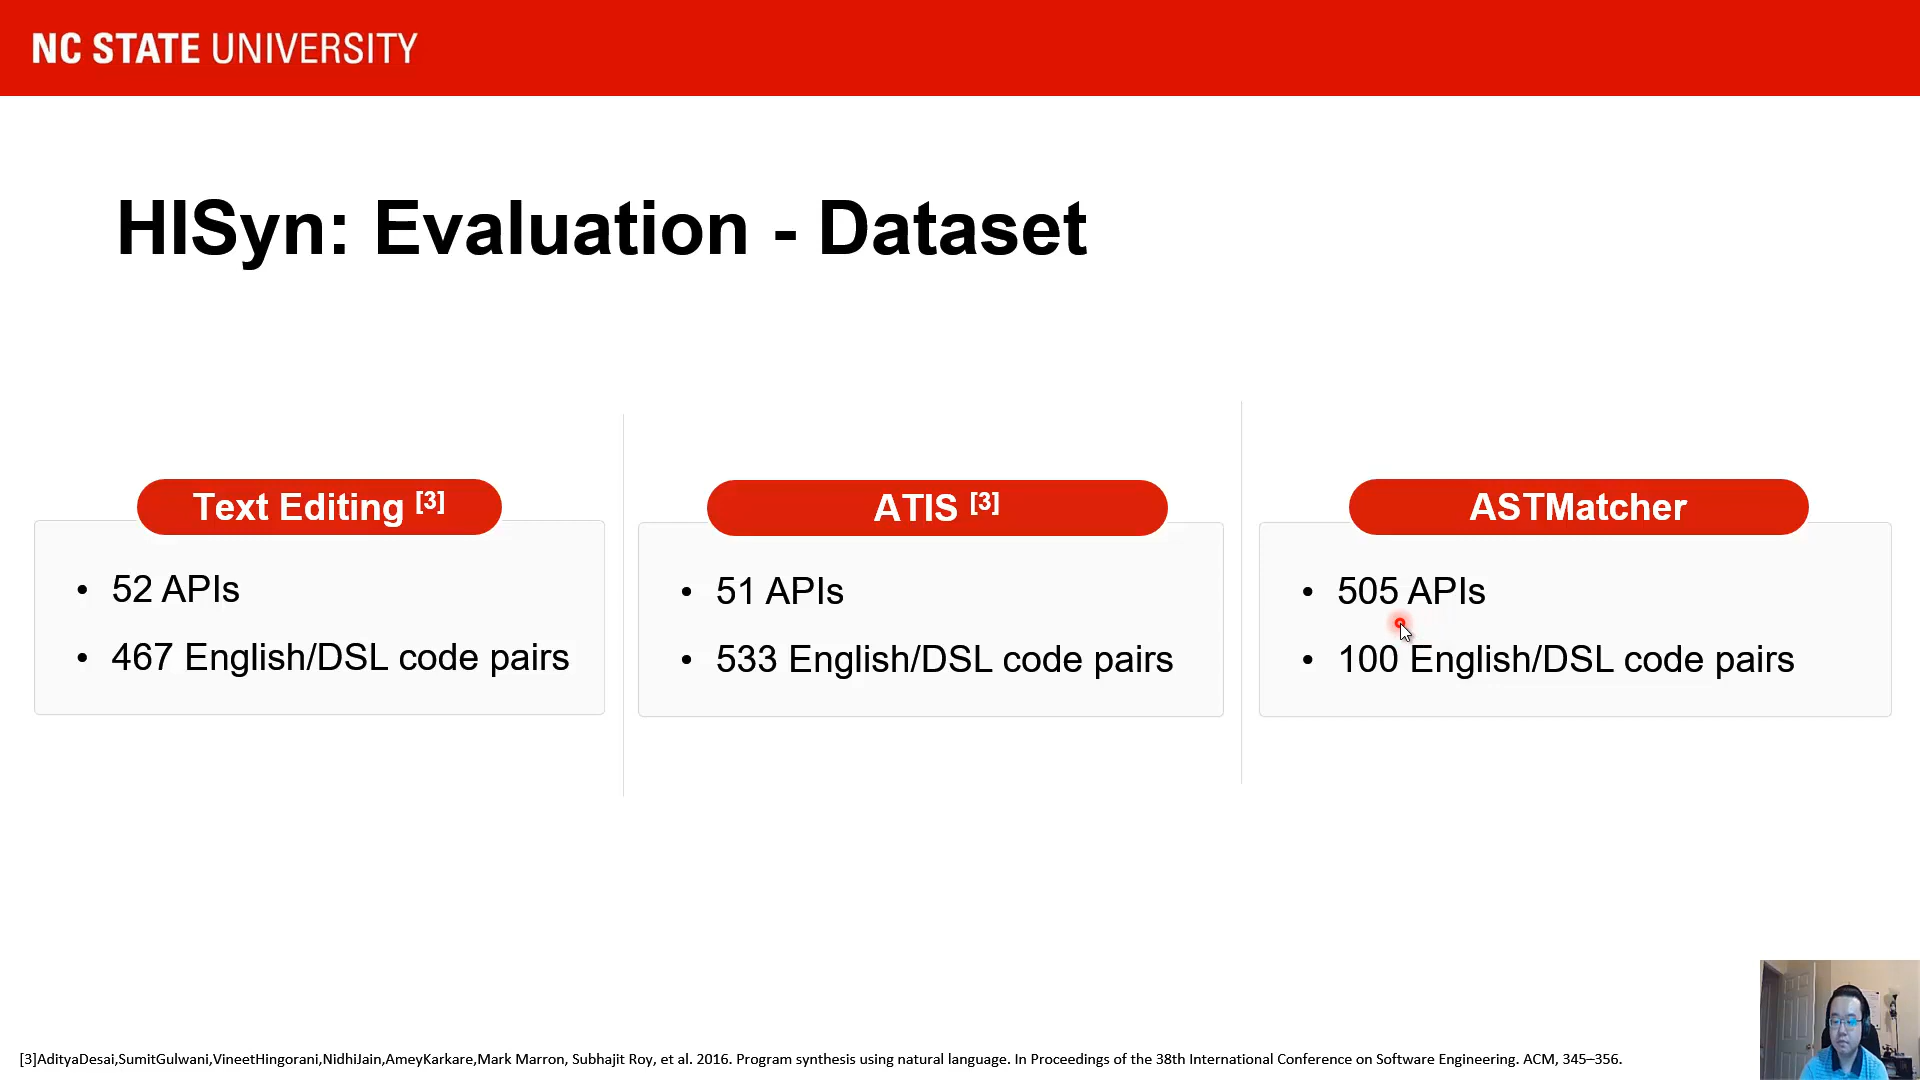 NC STATE UNIVERSITY
HISyn: Evaluation - Dataset
Text Editing [3]
• 52 APIs
• 467 English/DSL code pairs
ATIS [3]
• 51 APIs
• 533 English/DSL code pairs
ASTMatcher
• 505 APIs
• 100 English/DSL code pairs
[3]AdityaDesai,SumitGulwani,VineetHingorani,NidhiJain,AmeyKarkare,Mark Marron, Subhajit Roy, et al. 2016. Program synthesis using natural language. In Proceedings of the 38th International Conference on Software Engineering. ACM, 345–356.